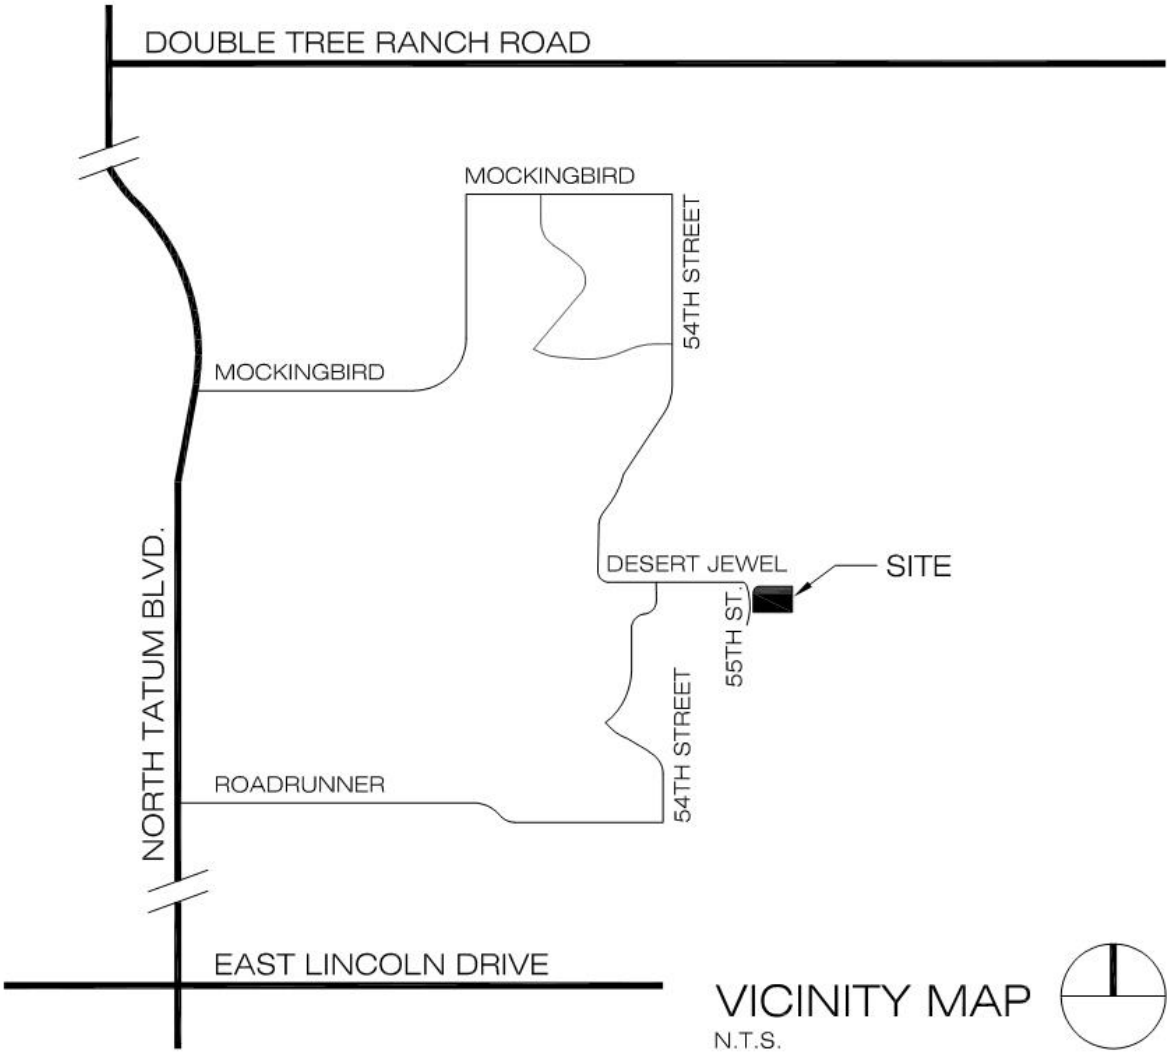 DOUBLE TREE RANCH ROAD
MOCKINGBIRD
54TH STREET
MOCKINGBIRD
DESERT JEWEL
SITE
55TH ST.
NORTH TATUM BLVD.
54TH STREET
ROADRUNNER
EAST LINCOLN DRIVE
VICINITY MAP
N.T.S.